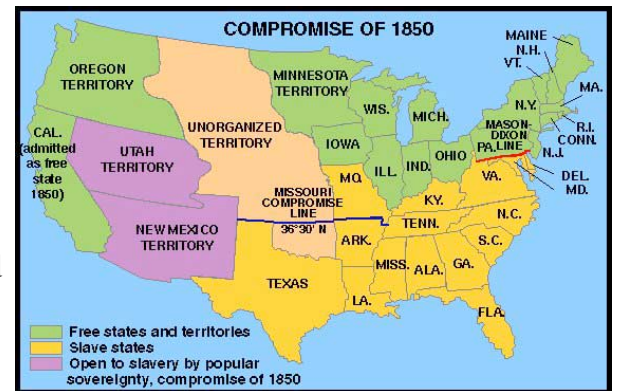 COMPROMISE OF 1850
MAINE
N.H.
VT.
OREGON
TERRITORY
MINNESOTA
TERRITORY
MA.
WIS.
MICH.
N.Y.
CAL.
(admitted
as free
state
1850)
UNORGANIZED
TERRITORY
MASON-
DIXON
LINE
PA.
R.I.
CONN.
N.J.
UTAH
TERRITORY
IOWA
ILL.
IND.
OHIO
DEL.
MD.
MO.
VA.
MISSOURI
COMPROMISE
LINE
36°30' N
KY.
NEW MEXICO
TERRITORY
TENN.
N.C.
ARK.
S.C.
TEXAS
MISS.
ALA.
GA.
LA.
FLA.
Free states and territories
Slave states
Open to slavery by popular
sovereignty, compromise of 1850